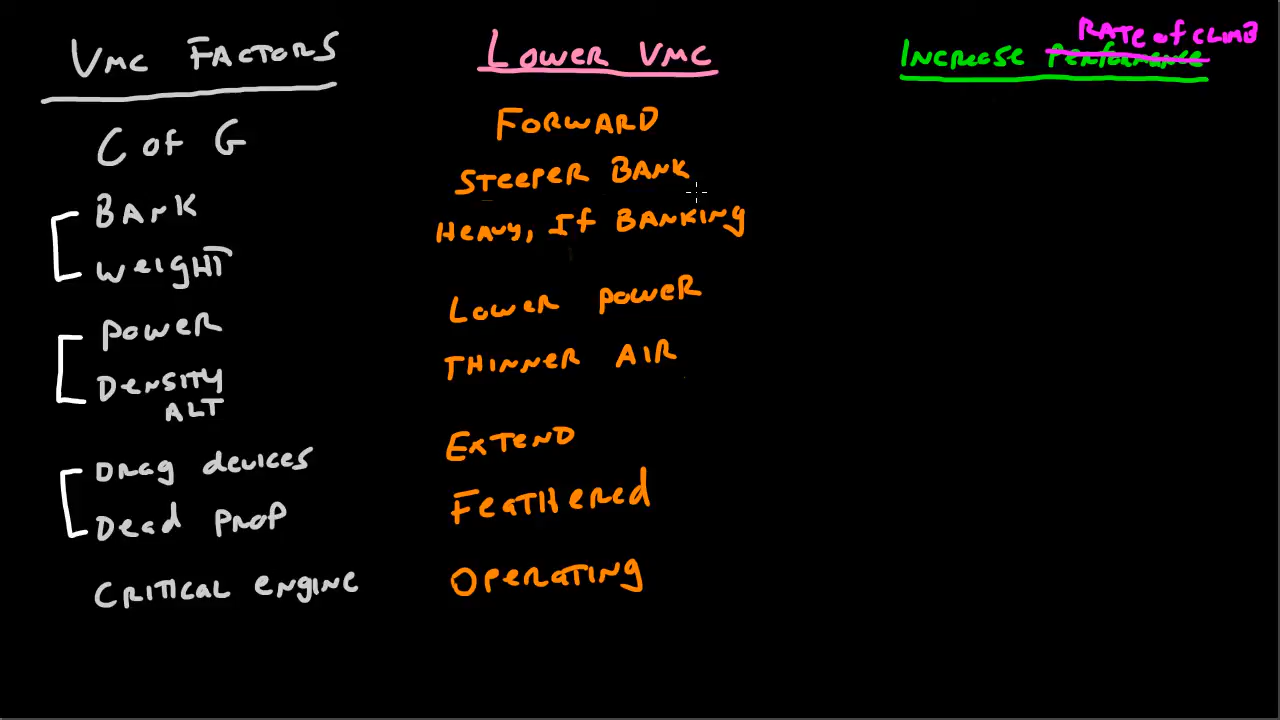 VMC FACTORS
LOWER VMC
RATE of CLIMB
INCREASE Performance
C of G
FORWARD
BANK
STEEPER BANK
WEIGHT
HEAVY, If BANKING
POWER
LOWER POWER
DENSITY
ALT
THINNER AIR
Drag devices
EXTEND
Dead prop
FEATHERED
CRITICAL ENGINE
OPERATING